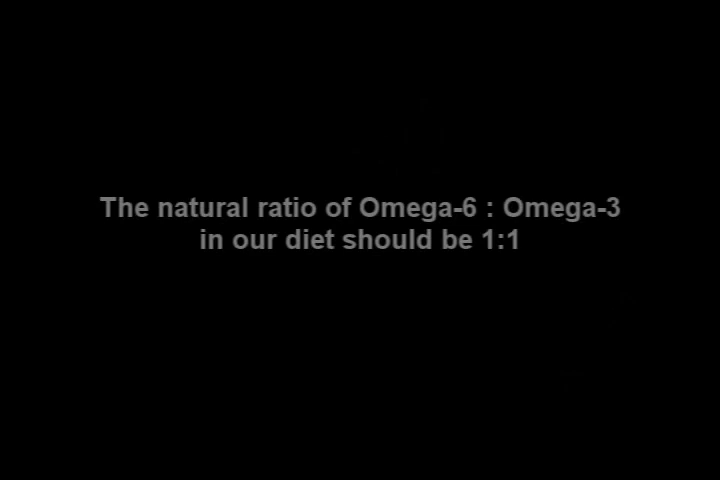 The natural ratio of Omega-6 : Omega-3
in our diet should be 1:1